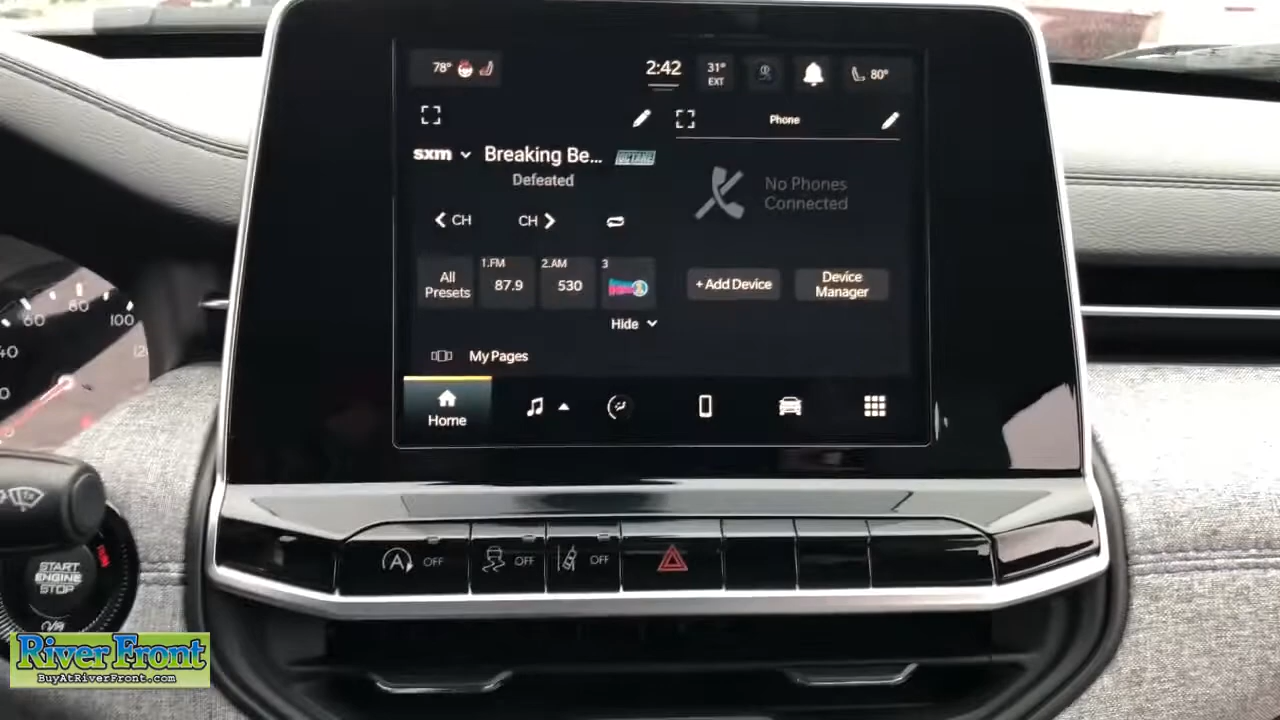 78°
2:42
31°
EXT
80°
Phone
sxm
Breaking Be...
OCTANE
Defeated
No Phones
Connected
CH
CH
All
Presets
1.FM
87.9
2.AM
530
3
+Add Device
Device
Manager
Hide
My Pages
Home
60
80
100
40
OFF
OFF
OFF
START
ENGINE
STOP
River Front
BuyAtRiverFront.com